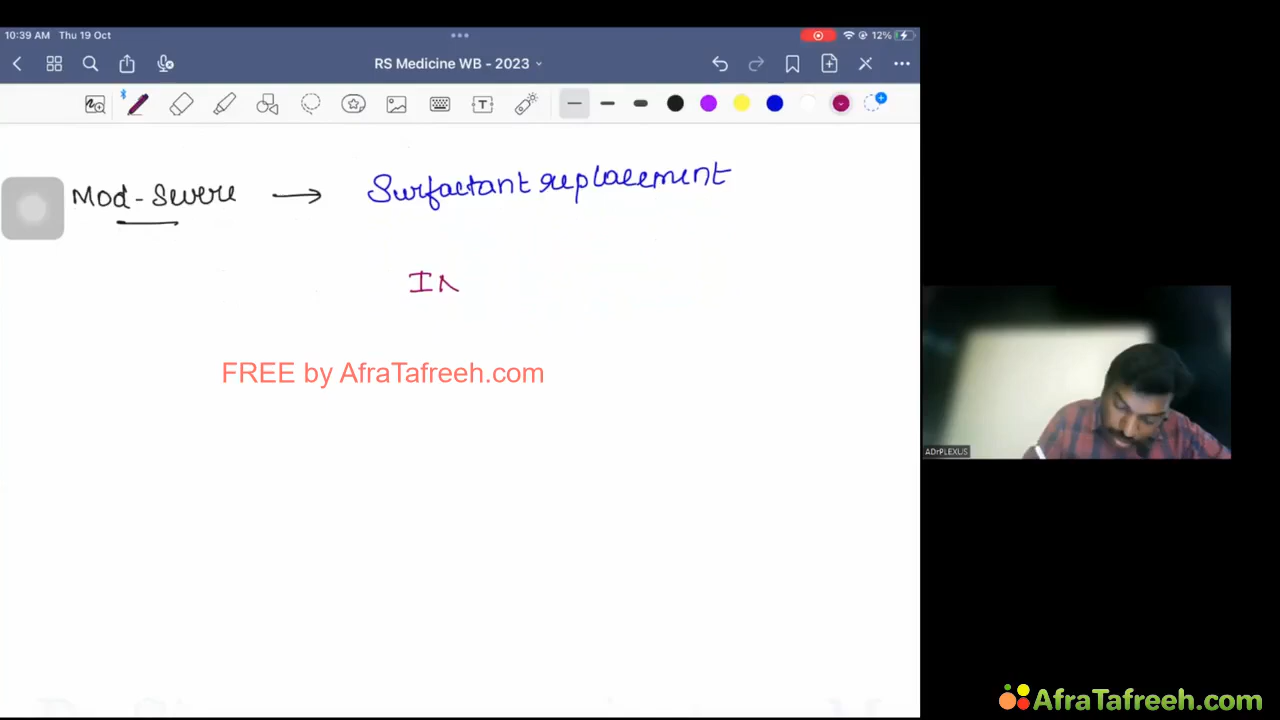 10:39 AM Thu 19 Oct
12%
RS Medicine WB - 2023
T
Mod - Severe → Surfactant replacement
FREE by AfraTafreeh.com
ADrPLEXUS
AfraTafreeh.com